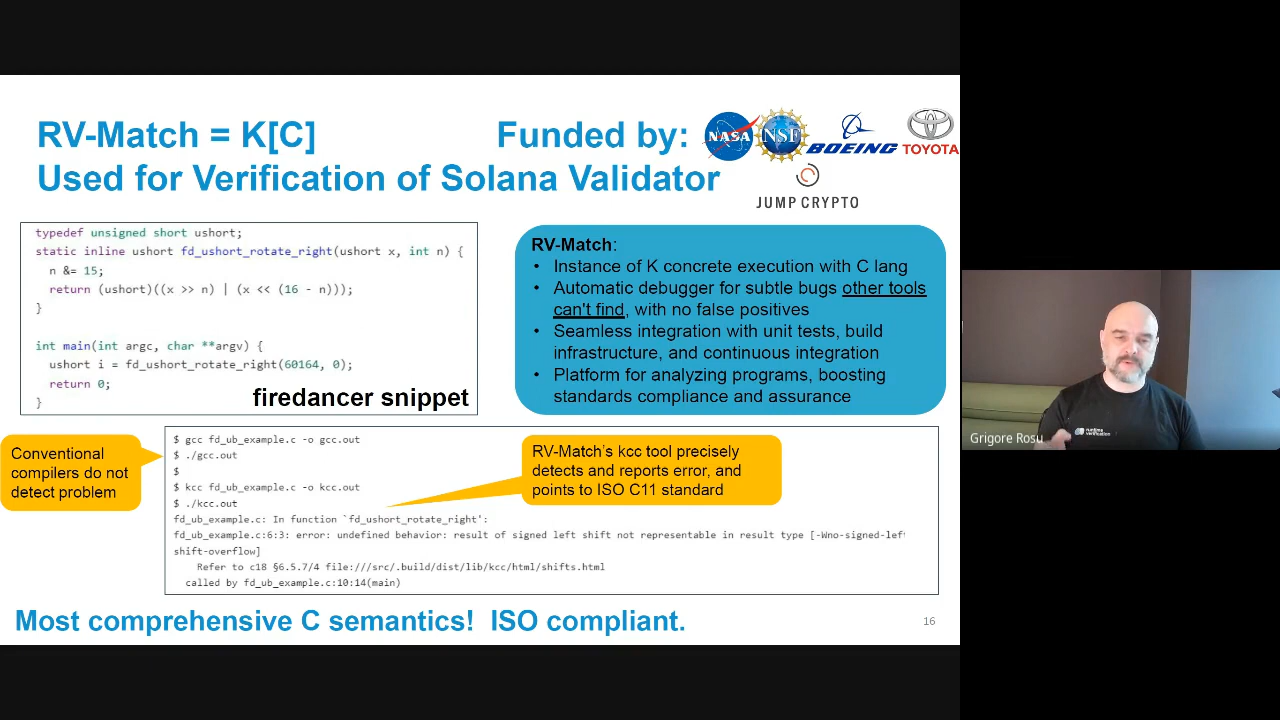 RV-Match = K[C]
Funded by:
NASA
NSF
BOEING
TOYOTA
Used for Verification of Solana Validator
JUMP CRYPTO
typedef unsigned short ushort;
static inline ushort fd_ushort_rotate_right(ushort x, int n) {
n &= 15;
return (ushort)((x >> n) | (x << (16 - n)));
}
int main(int argc, char **argv) {
ushort i = fd_ushort_rotate_right(60164, 0);
return 0;
}
firedancer snippet
RV-Match:
• Instance of K concrete execution with C lang
• Automatic debugger for subtle bugs other tools
can't find, with no false positives
• Seamless integration with unit tests, build
infrastructure, and continuous integration
• Platform for analyzing programs, boosting
standards compliance and assurance
Conventional
compilers do not
detect problem
$ gcc fd_ub_example.c -o gcc.out
$ ./gcc.out
$
$ kcc fd_ub_example.c -o kcc.out
$ ./kcc.out
fd_ub_example.c: In function `fd_ushort_rotate_right':
fd_ub_example.c:6:3: error: undefined behavior: result of signed left shift not representable in result type [-Wno-signed-left
shift-overflow]
Refer to c18 §6.5.7/4 file:///src/.build/dist/lib/kcc/html/shifts.html
called by fd_ub_example.c:10:14(main)
RV-Match's kcc tool precisely
detects and reports error, and
points to ISO C11 standard
Most comprehensive C semantics! ISO compliant.
16
runtime
verification
Grigore Rosu